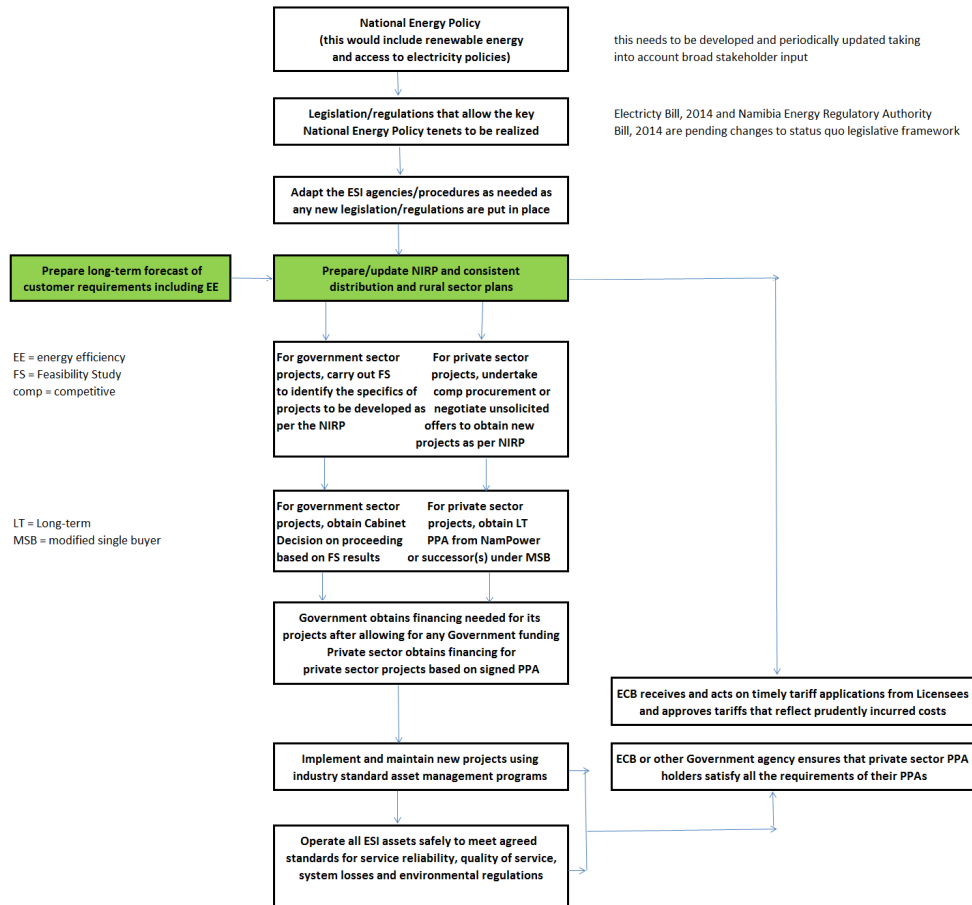 National Energy Policy
(this would include renewable energy
and access to electricity policies)
this needs to be developed and periodically updated taking
into account broad stakeholder input
Legislation/regulations that allow the key
National Energy Policy tenets to be realized
Electricty Bill, 2014 and Namibia Energy Regulatory Authority
Bill, 2014 are pending changes to status quo legislative framework
Adapt the ESI agencies/procedures as needed as
any new legislation/regulations are put in place
Prepare long-term forecast of
customer requirements including EE
Prepare/update NIRP and consistent
distribution and rural sector plans
EE = energy efficiency
FS = Feasibility Study
comp = competitive
For government sector
projects, carry out FS
to identify the specifics of
projects to be developed as
per the NIRP
For private sector
projects, undertake
comp procurement or
negotiate unsolicited
offers to obtain new
projects as per NIRP
LT = Long-term
MSB = modified single buyer
For government sector
projects, obtain Cabinet
Decision on proceeding
based on FS results
For private sector
projects, obtain LT
PPA from NamPower
or successor(s) under MSB
Government obtains financing needed for its
projects after allowing for any Government funding
Private sector obtains financing for
private sector projects based on signed PPA
ECB receives and acts on timely tariff applications from Licensees
and approves tariffs that reflect prudently incurred costs
Implement and maintain new projects using
industry standard asset management programs
ECB or other Government agency ensures that private sector PPA
holders satisfy all the requirements of their PPAs
Operate all ESI assets safely to meet agreed
standards for service reliability, quality of service,
system losses and environmental regulations